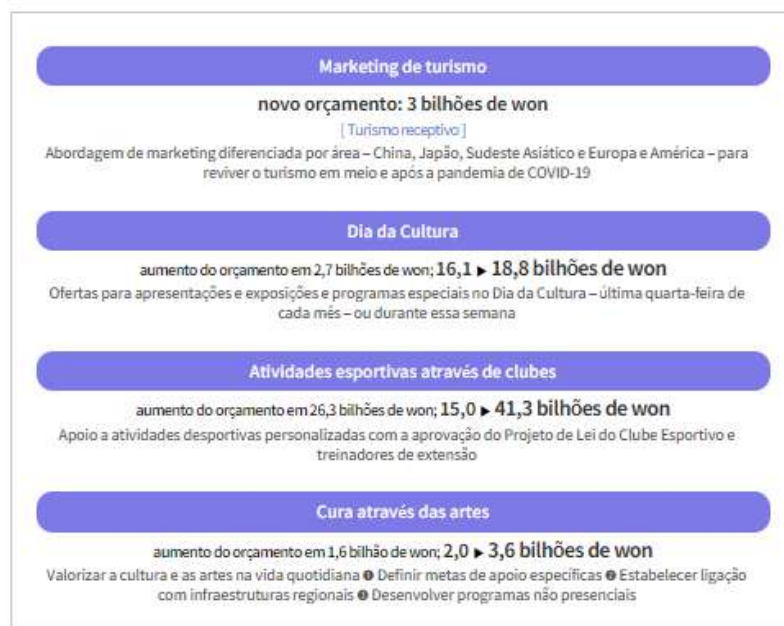 Marketing de turismo
novo orçamento: 3 bilhões de won
[ Turismo receptivo ]
Abordagem de marketing diferenciada por área – China, Japão, Sudeste Asiático e Europa e América – para
reviver o turismo em meio e após a pandemia de COVID-19
Dia da Cultura
aumento do orçamento em 2,7 bilhões de won; 16,1 ▶ 18,8 bilhões de won
Ofertas para apresentações e exposições e programas especiais no Dia da Cultura – última quarta-feira de
cada mês – ou durante essa semana
Atividades esportivas através de clubes
aumento do orçamento em 26,3 bilhões de won; 15,0 ▶ 41,3 bilhões de won
Apoio a atividades desportivas personalizadas com a aprovação do Projeto de Lei do Clube Esportivo e
treinadores de extensão
Cura através das artes
aumento do orçamento em 1,6 bilhão de won; 2,0 ▶ 3,6 bilhões de won
Valorizar a cultura e as artes na vida quotidiana ❶ Definir metas de apoio específicas ❷ Estabelecer ligação
com infraestruturas regionais ❸ Desenvolver programas não presenciais